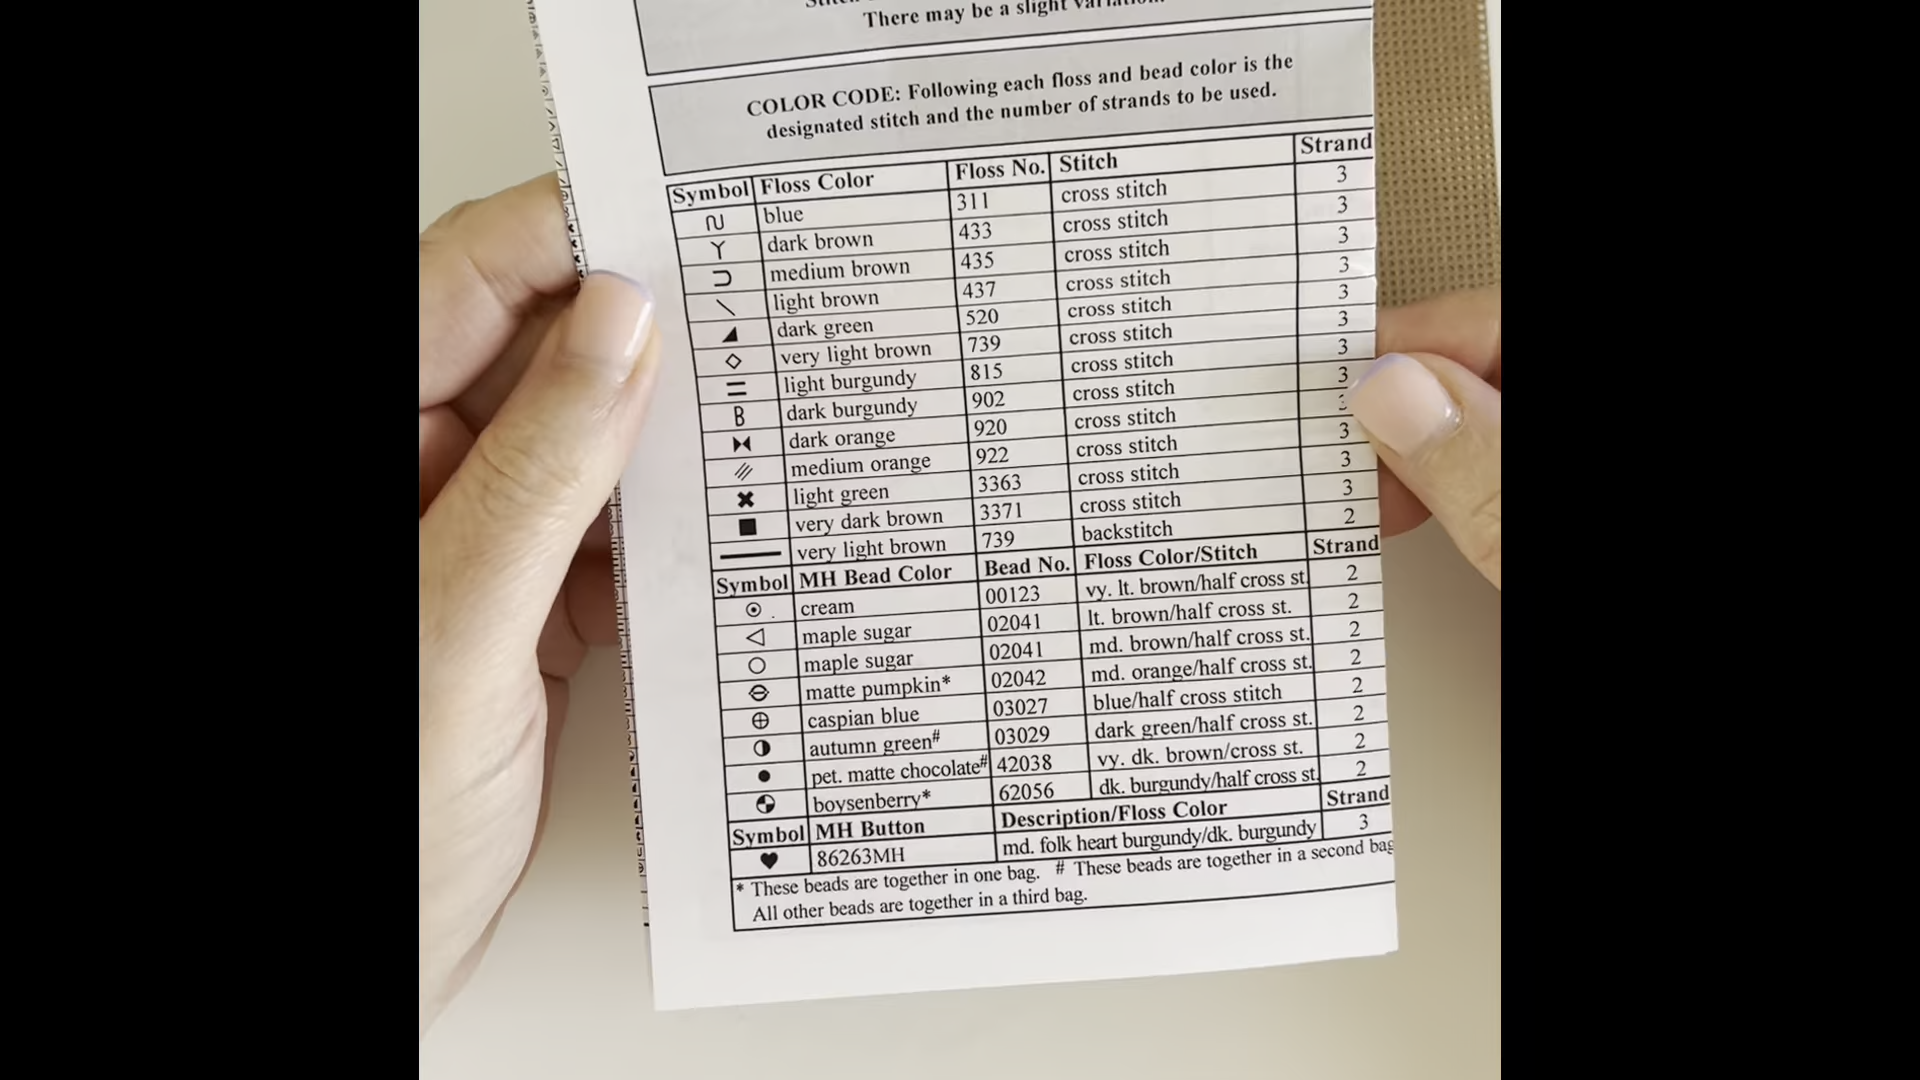 There may be a slight variation.
COLOR CODE: Following each floss and bead color is the
designated stitch and the number of strands to be used.
Symbol Floss Color Floss No. Stitch Strand
blue 311 cross stitch 3
dark brown 433 cross stitch 3
medium brown 435 cross stitch 3
light brown 437 cross stitch 3
dark green 520 cross stitch 3
very light brown 739 cross stitch 3
light burgundy 815 cross stitch 3
B dark burgundy 902 cross stitch 3
dark orange 920 cross stitch
medium orange 922 cross stitch 3
light green 3363 cross stitch 3
very dark brown 3371 cross stitch 3
very light brown 739 backstitch 2
Symbol MH Bead Color Bead No. Floss Color/Stitch Strand
cream 00123 vy. lt. brown/half cross st. 2
maple sugar 02041 lt. brown/half cross st. 2
maple sugar 02041 md. brown/half cross st. 2
matte pumpkin* 02042 md. orange/half cross st. 2
caspian blue 03027 blue/half cross stitch 2
autumn green# 03029 dark green/half cross st. 2
pet. matte chocolate# 42038 vy. dk. brown/cross st. 2
boysenberry* 62056 dk. burgundy/half cross st. 2
Symbol MH Button Description/Floss Color Strand
♥ 86263MH md. folk heart burgundy/dk. burgundy 3
* These beads are together in one bag. # These beads are together in a second bag
All other beads are together in a third bag.